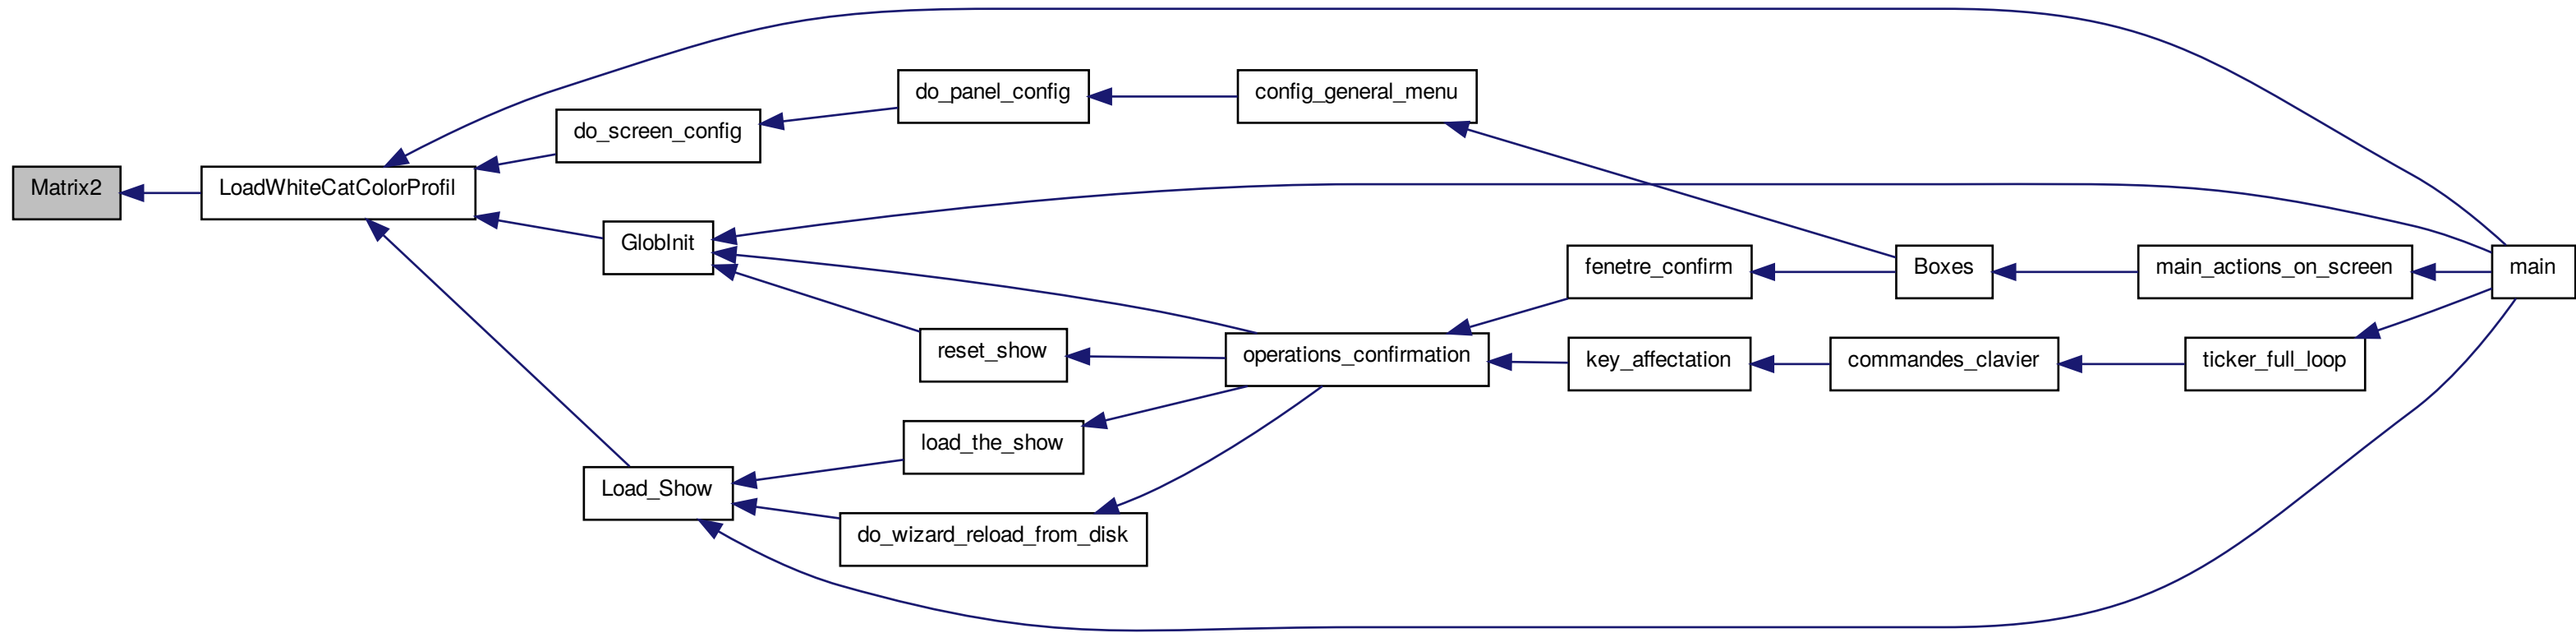 Matrix2
LoadWhiteCatColorProfil
do_screen_config
do_panel_config
config_general_menu
GlobInit
reset_show
Load_Show
load_the_show
do_wizard_reload_from_disk
operations_confirmation
fenetre_confirm
key_affectation
Boxes
commandes_clavier
main_actions_on_screen
ticker_full_loop
main